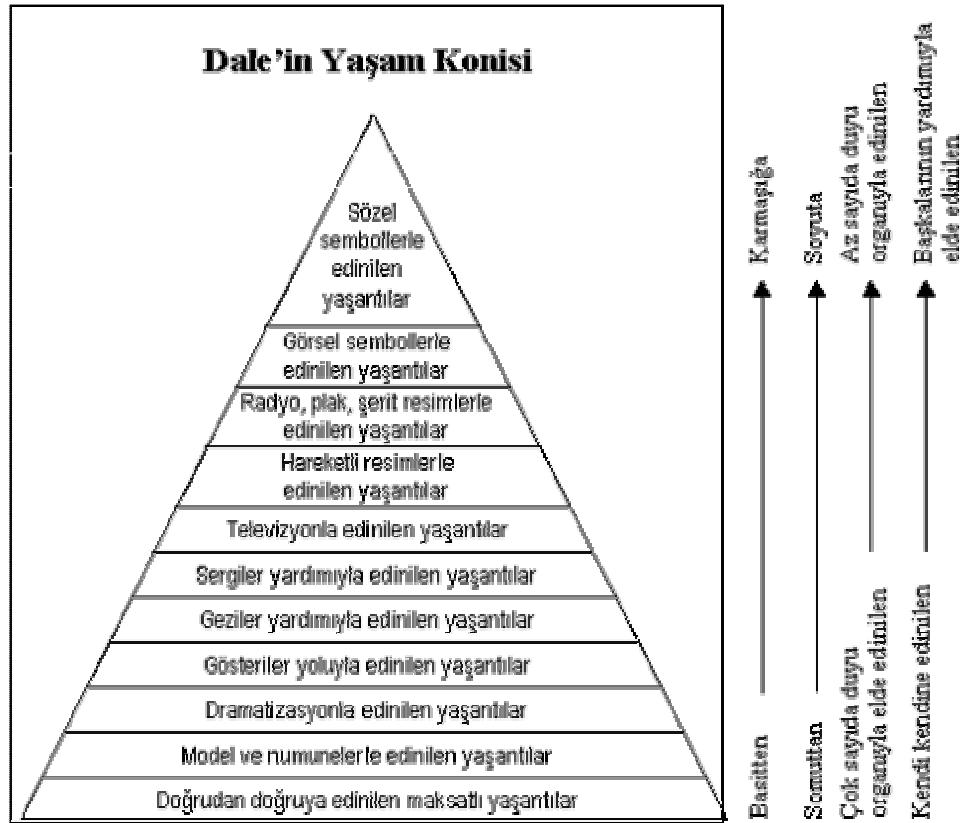 Dale’in Yaşam Konisi
Sözel
sembollerle
edinilen
yaşantılar
Görsel sembollerle
edinilen yaşantılar
Radyo, plak, şerit resimlerle
edinilen yaşantılar
Hareketli resimlerle
edinilen yaşantılar
Televizyonla edinilen yaşantılar
Sergiler yardımıyla edinilen yaşantılar
Geziler yardımıyla edinilen yaşantılar
Gösteriler yoluyla edinilen yaşantılar
Dramatizasyonla edinilen yaşantılar
Model ve numunelerle edinilen yaşantılar
Doğrudan doğruya edinilen maksatlı yaşantılar
Basitten
Karmaşığa
Somuttan
Soyuta
Çok sayıda duyu
organıyla elde edinilen
Az sayıda duyu
organıyla edinilen
Kendi kendine edinilen
Başkalarının yardımıyla
elde edinilen